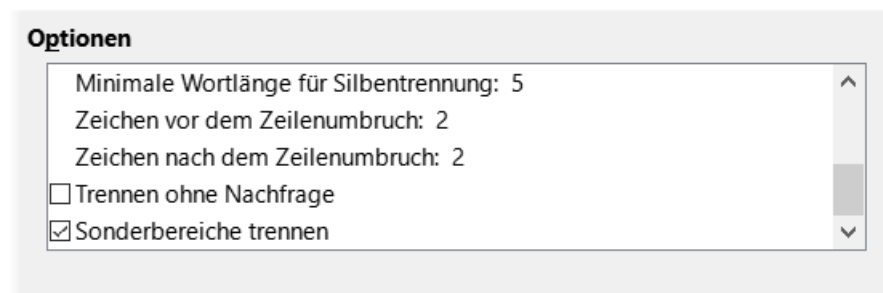 Optionen
Minimale Wortlänge für Silbentrennung: 5
Zeichen vor dem Zeilenumbruch: 2
Zeichen nach dem Zeilenumbruch: 2
Trennen ohne Nachfrage
Sonderbereiche trennen